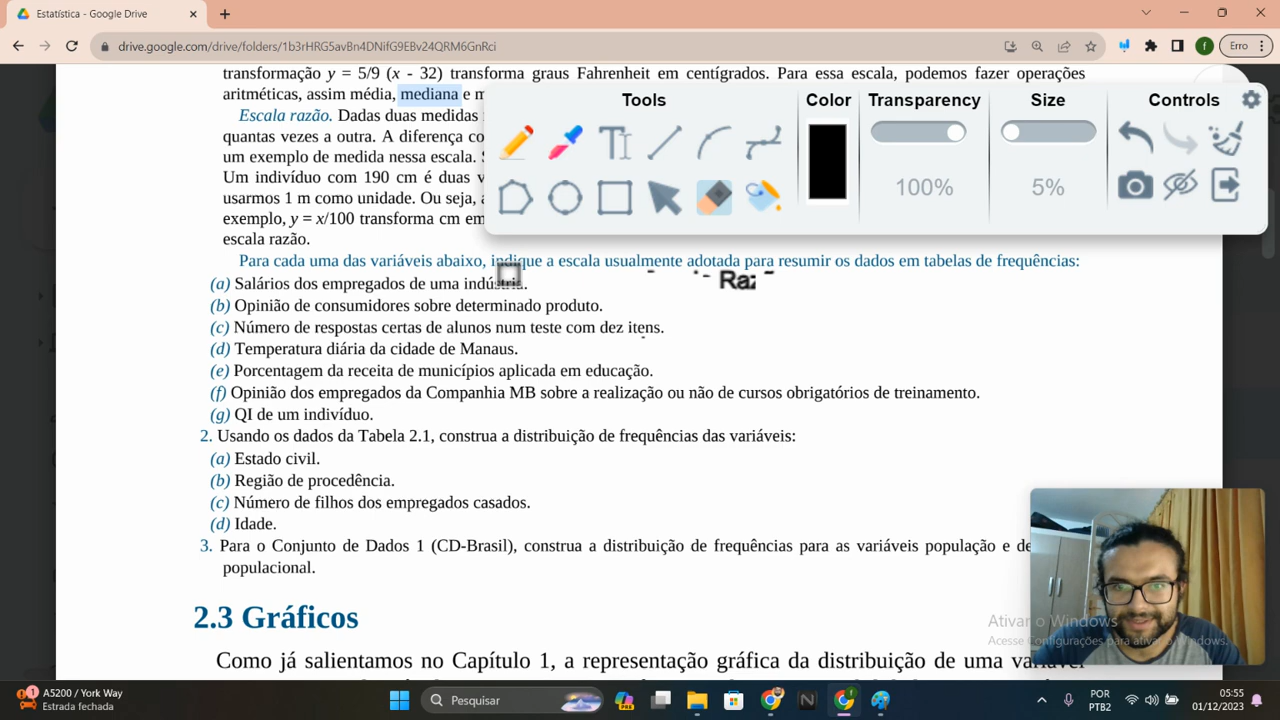 Estatística - Google Drive
drive.google.com/drive/folders/1b3rHRG5avBn4DNifG9EBv24QRM6GnRci
f
Erro
transformação y = 5/9 (x - 32) transforma graus Fahrenheit em centígrados. Para essa escala, podemos fazer operações
aritméticas, assim média, mediana e m
Escala razão. Dadas duas medidas
quantas vezes a outra. A diferença co
um exemplo de medida nessa escala. S
Um indivíduo com 190 cm é duas v
usarmos 1 m como unidade. Ou seja, a
exemplo, y = x/100 transforma cm em
escala razão.
Tools
Color
Transparency
Size
Controls
100%
5%
Para cada uma das variáveis abaixo, indique a escala usualmente adotada para resumir os dados em tabelas de frequências:
(a) Salários dos empregados de uma indústria.
Raz
(b) Opinião de consumidores sobre determinado produto.
(c) Número de respostas certas de alunos num teste com dez itens.
(d) Temperatura diária da cidade de Manaus.
(e) Porcentagem da receita de municípios aplicada em educação.
(f) Opinião dos empregados da Companhia MB sobre a realização ou não de cursos obrigatórios de treinamento.
(g) QI de um indivíduo.
2. Usando os dados da Tabela 2.1, construa a distribuição de frequências das variáveis:
(a) Estado civil.
(b) Região de procedência.
(c) Número de filhos dos empregados casados.
(d) Idade.
3. Para o Conjunto de Dados 1 (CD-Brasil), construa a distribuição de frequências para as variáveis população e de
populacional.
2.3 Gráficos
Como já salientamos no Capítulo 1, a representação gráfica da distribuição de uma variável
Ativar o Windows
Acesse Configurações para ativar o Windows.
1
A5200 / York Way
Estrada fechada
Pesquisar
POR
PTB2
05:55
01/12/2023